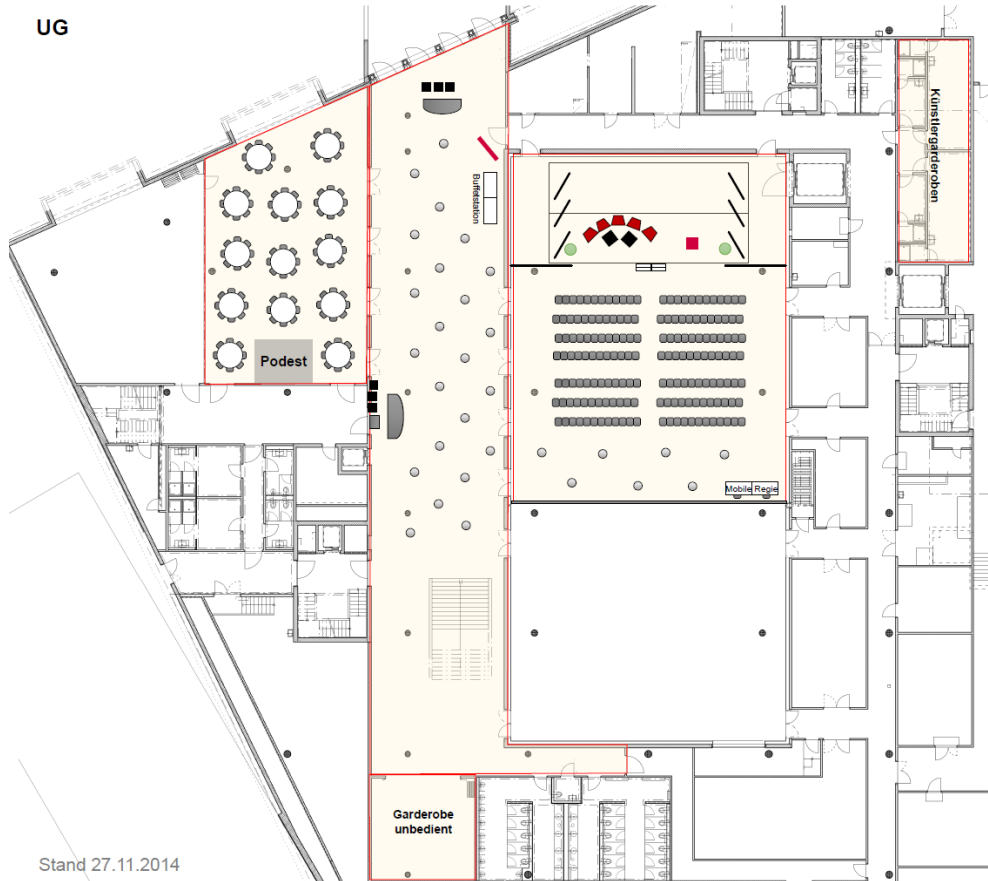 UG
Buffetstation
Künstlergarderoben
Podest
Mobile Regie
Garderobe
unbedient
Stand 27.11.2014